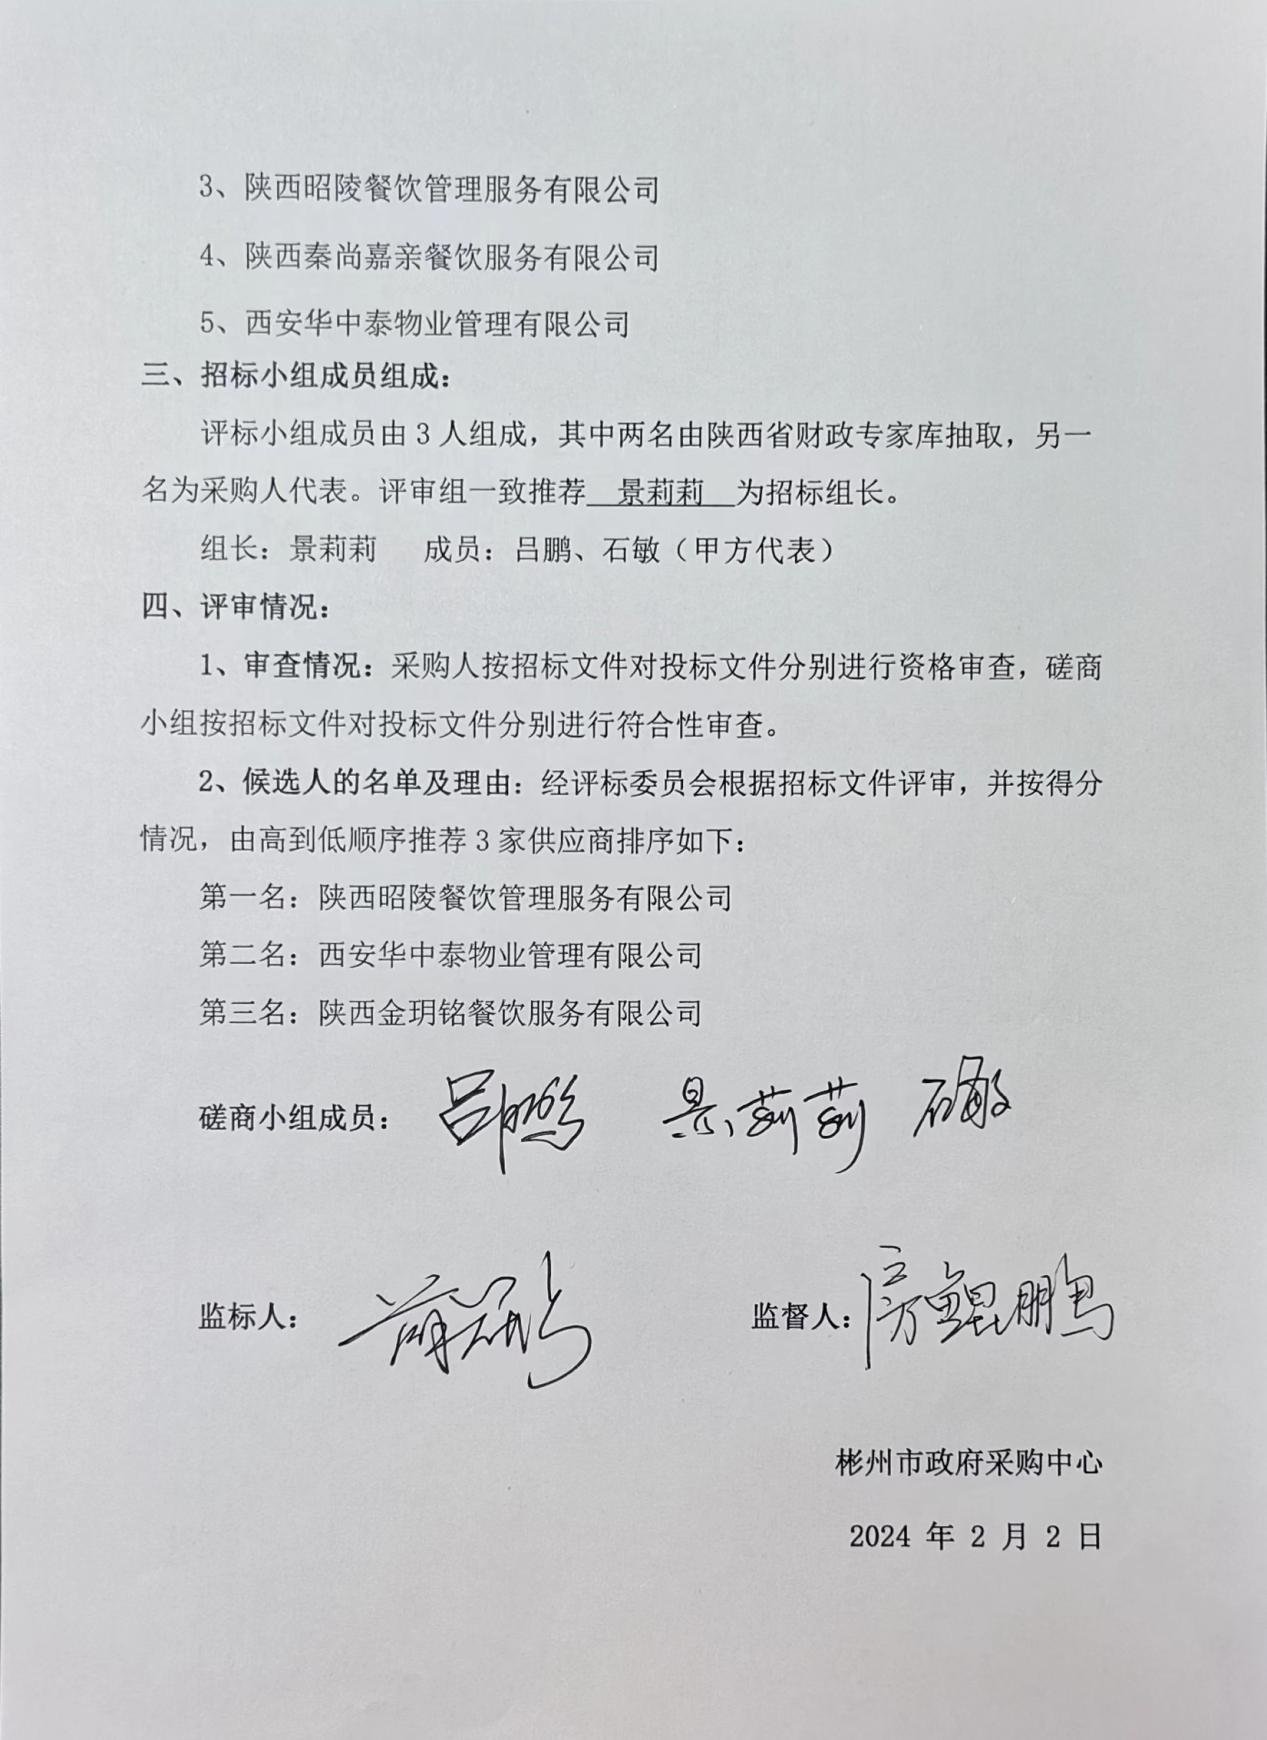 3、陕西昭陵餐饮管理服务有限公司
4、陕西秦尚嘉亲餐饮服务有限公司
5、西安华中泰物业管理有限公司
三、招标小组成员组成：
评标小组成员由 3 人组成，其中两名由陕西省财政专家库抽取，另一
名为采购人代表。评审组一致推荐 景莉莉 为招标组长。
组长：景莉莉 成员：吕鹏、石敏（甲方代表）
四、评审情况：
1、审查情况：采购人按招标文件对投标文件分别进行资格审查，磋商
小组按招标文件对投标文件分别进行符合性审查。
2、候选人的名单及理由：经评标委员会根据招标文件评审，并按得分
情况，由高到低顺序推荐 3 家供应商排序如下：
第一名：陕西昭陵餐饮管理服务有限公司
第二名：西安华中泰物业管理有限公司
第三名：陕西金玥铭餐饮服务有限公司
磋商小组成员： 吕鹏 景莉莉 石敏
监标人： 监督人：房鲲鹏
彬州市政府采购中心
2024 年 2 月 2 日